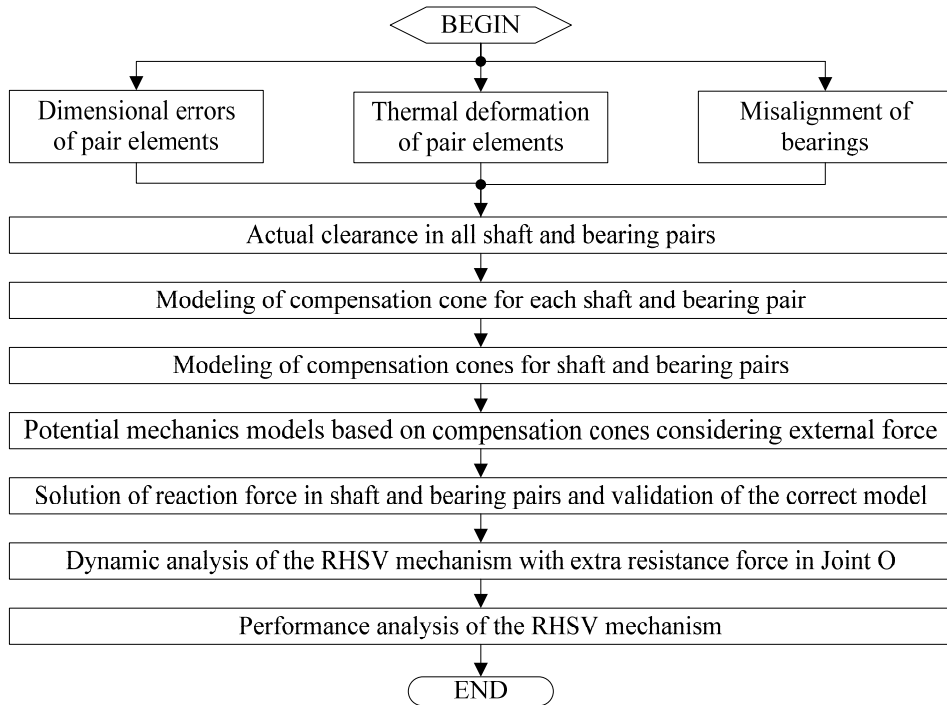 BEGIN
Dimensional errors
of pair elements
Thermal deformation
of pair elements
Misalignment of
bearings
Actual clearance in all shaft and bearing pairs
Modeling of compensation cone for each shaft and bearing pair
Modeling of compensation cones for shaft and bearing pairs
Potential mechanics models based on compensation cones considering external force
Solution of reaction force in shaft and bearing pairs and validation of the correct model
Dynamic analysis of the RHSV mechanism with extra resistance force in Joint O
Performance analysis of the RHSV mechanism
END